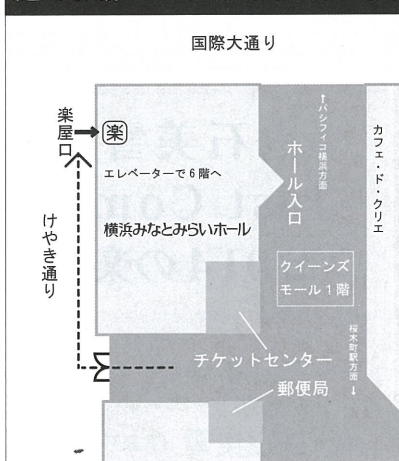 国際大通り
楽屋口
楽
エレベーターで6階へ
横浜みなとみらいホール
けやき通り
↑パシフィコ横浜方面
ホール入口
カフェ・ド・クリエ
クイーンズ
モール1階
チケットセンター
郵便局
桜木町駅方面→